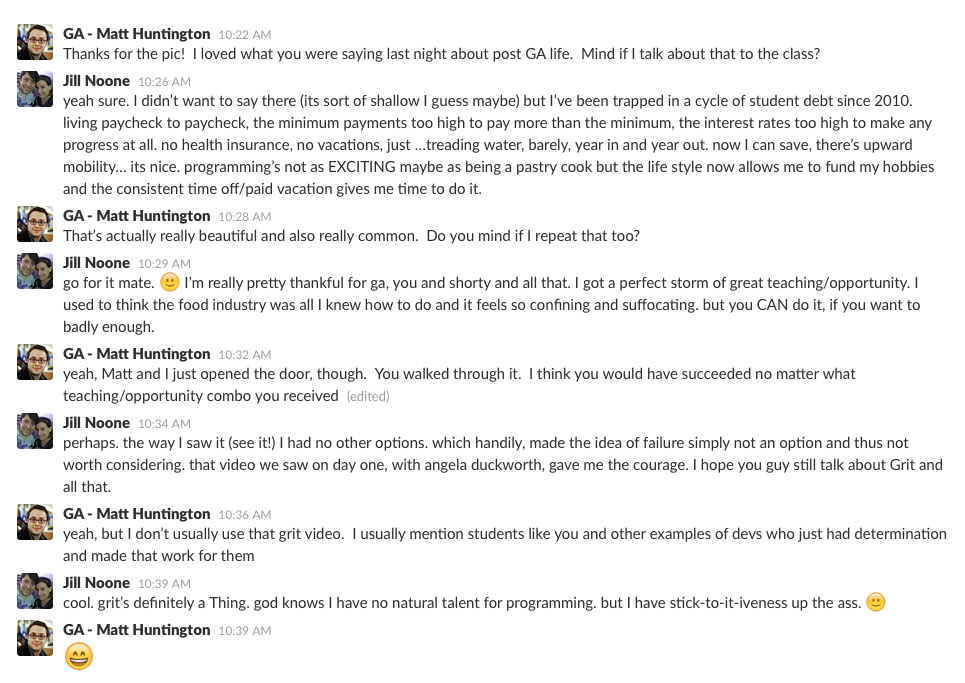 GA - Matt Huntington 10:22 AM
Thanks for the pic!  I loved what you were saying last night about post GA life.  Mind if I talk about that to the class?
Jill Noone 10:26 AM
yeah sure. I didn't want to say there (its sort of shallow I guess maybe) but I've been trapped in a cycle of student debt since 2010.
living paycheck to paycheck, the minimum payments too high to pay more than the minimum, the interest rates too high to make any
progress at all. no health insurance, no vacations, just ...treading water, barely, year in and year out. now I can save, there's upward
mobility... its nice. programming's not as EXCITING maybe as being a pastry cook but the life style now allows me to fund my hobbies
and the consistent time off/paid vacation gives me time to do it.
GA - Matt Huntington 10:28 AM
That's actually really beautiful and also really common.  Do you mind if I repeat that too?
Jill Noone 10:29 AM
go for it mate. 🙂 I'm really pretty thankful for ga, you and shorty and all that. I got a perfect storm of great teaching/opportunity. I
used to think the food industry was all I knew how to do and it feels so confining and suffocating. but you CAN do it, if you want to
badly enough.
GA - Matt Huntington 10:32 AM
yeah, Matt and I just opened the door, though.  You walked through it.  I think you would have succeeded no matter what
teaching/opportunity combo you received (edited)
Jill Noone 10:34 AM
perhaps. the way I saw it (see it!) I had no other options. which handily, made the idea of failure simply not an option and thus not
worth considering. that video we saw on day one, with angela duckworth, gave me the courage. I hope you guy still talk about Grit and
all that.
GA - Matt Huntington 10:36 AM
yeah, but I don't usually use that grit video.  I usually mention students like you and other examples of devs who just had determination
and made that work for them
Jill Noone 10:39 AM
cool. grit's definitely a Thing. god knows I have no natural talent for programming. but I have stick-to-it-iveness up the ass. 🙂
GA - Matt Huntington 10:39 AM
😄